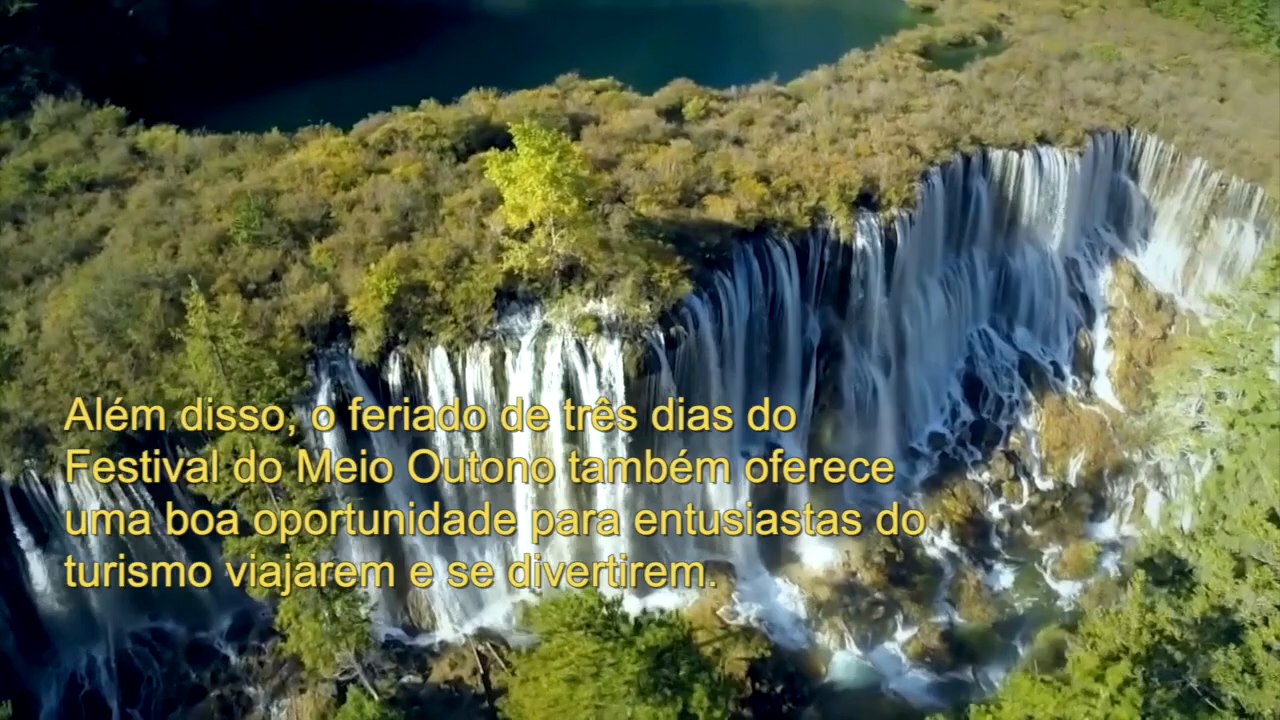 Além disso, o feriado de três dias do
Festival do Meio Outono também oferece
uma boa oportunidade para entusiastas do
turismo viajarem e se divertirem.